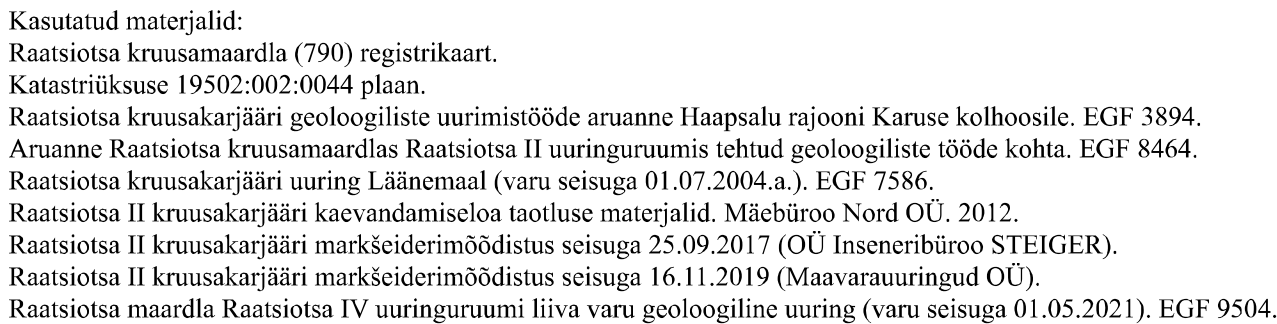 Kasutatud materjalid:
Raatsiotsa kruusamaardla (790) registrikaart.
Katastriüksuse 19502:002:0044 plaan.
Raatsiotsa kruusakarjääri geoloogiliste uurimistööde aruanne Haapsalu rajooni Karuse kolhoosile. EGF 3894.
Aruanne Raatsiotsa kruusamaardlas Raatsiotsa II uuringuruumis tehtud geoloogiliste tööde kohta. EGF 8464.
Raatsiotsa kruusakarjääri uuring Läänemaal (varu seisuga 01.07.2004.a.). EGF 7586.
Raatsiotsa II kruusakarjääri kaevandamiseloa taotluse materjalid. Mäebüroo Nord OÜ. 2012.
Raatsiotsa II kruusakarjääri markšeiderimõõdistus seisuga 25.09.2017 (OÜ Inseneribüroo STEIGER).
Raatsiotsa II kruusakarjääri markšeiderimõõdistus seisuga 16.11.2019 (Maavarauuringud OÜ).
Raatsiotsa maardla Raatsiotsa IV uuringuruumi liiva varu geoloogiline uuring (varu seisuga 01.05.2021). EGF 9504.